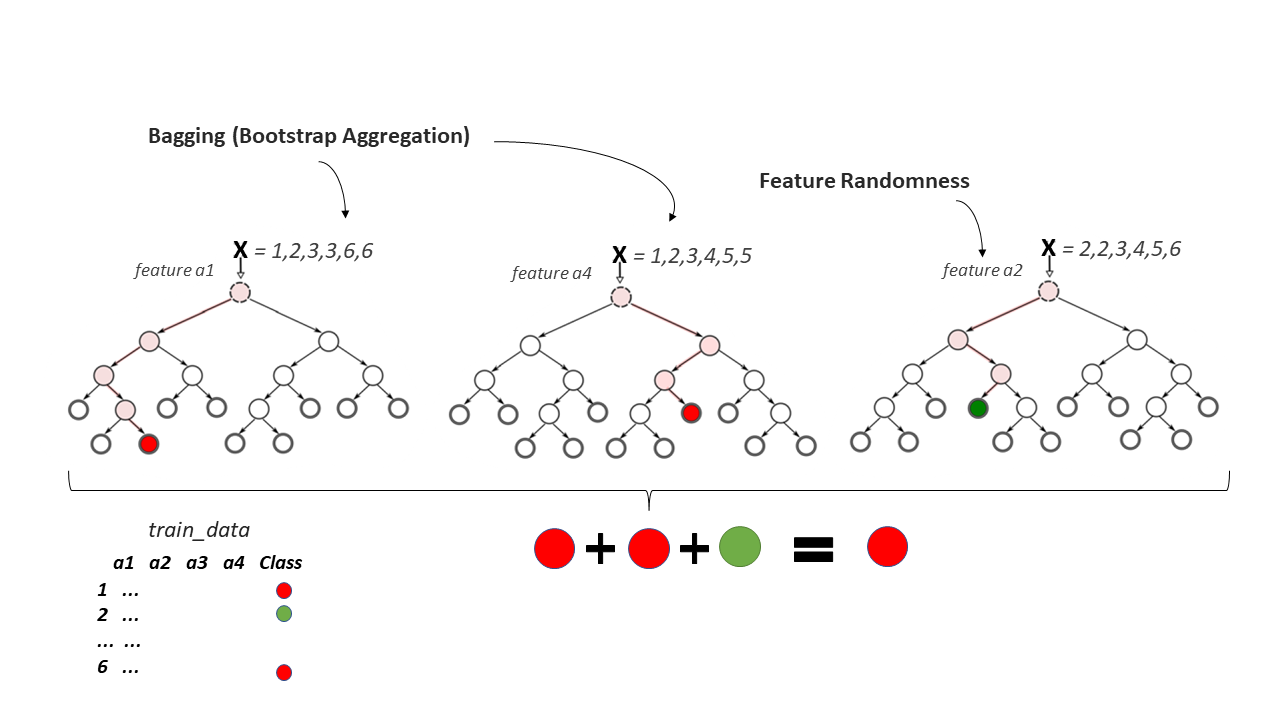 Bagging (Bootstrap Aggregation)
Feature Randomness
X = 1,2,3,3,6,6
feature a1
X = 1,2,3,4,5,5
feature a4
X = 2,2,3,4,5,6
feature a2
train_data
a1 a2 a3 a4 Class
1 ...
2 ...
... ...
6 ...
+ + =